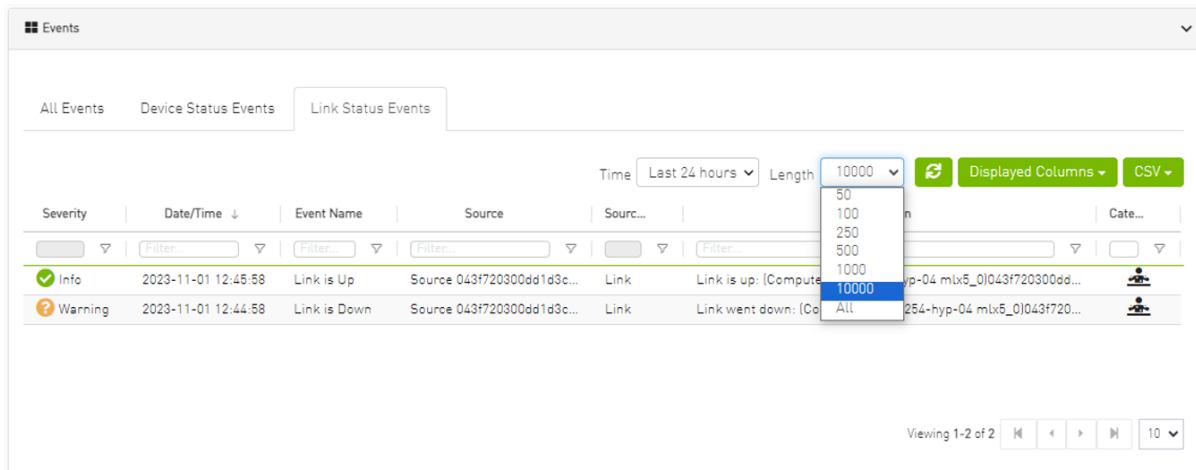 Events
All Events Device Status Events Link Status Events
Time Last 24 hours Length 10000 Displayed Columns CSV
50
100
250
500
1000
10000
All
Severity Date/Time ↓ Event Name Source Sourc... n Cate...
Filter... Filter... Filter... Filter...
Info 2023-11-01 12:45:58 Link is Up Source 043f720300dd1d3c... Link Link is up: (Compute yp-04 mlx5_0)043f720300dd...
Warning 2023-11-01 12:44:58 Link is Down Source 043f720300dd1d3c... Link Link went down: (Co 254-hyp-04 mlx5_0)043f720...
Viewing 1-2 of 2 10